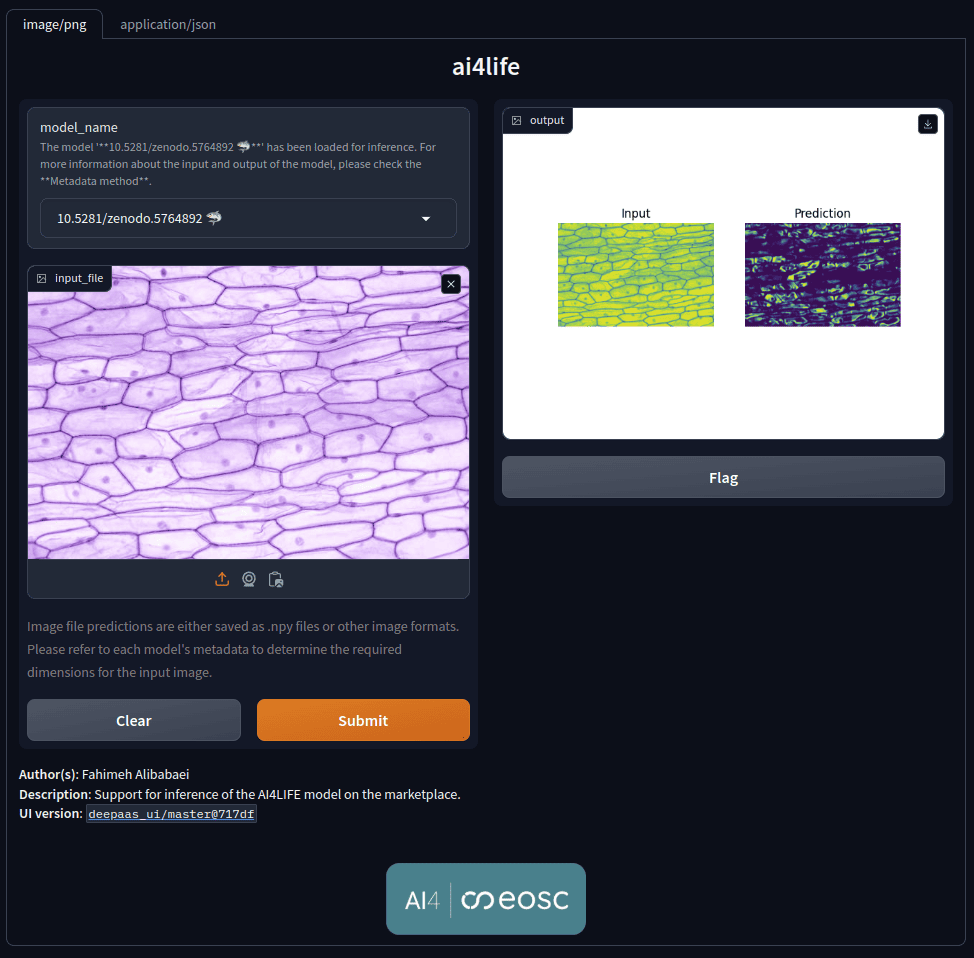 image/png
application/json
ai4life
model_name
The model '**10.5281/zenodo.5764892 🦈**' has been loaded for inference. For
more information about the input and output of the model, please check the
**Metadata method**.
10.5281/zenodo.5764892 🦈
input_file
Image file predictions are either saved as .npy files or other image formats.
Please refer to each model's metadata to determine the required
dimensions for the input image.
Clear
Submit
output
Input
Prediction
Flag
Author(s): Fahimeh Alibabaei
Description: Support for inference of the AI4LIFE model on the marketplace.
UI version: deepaas_ui/master@717df
AI4
eosc